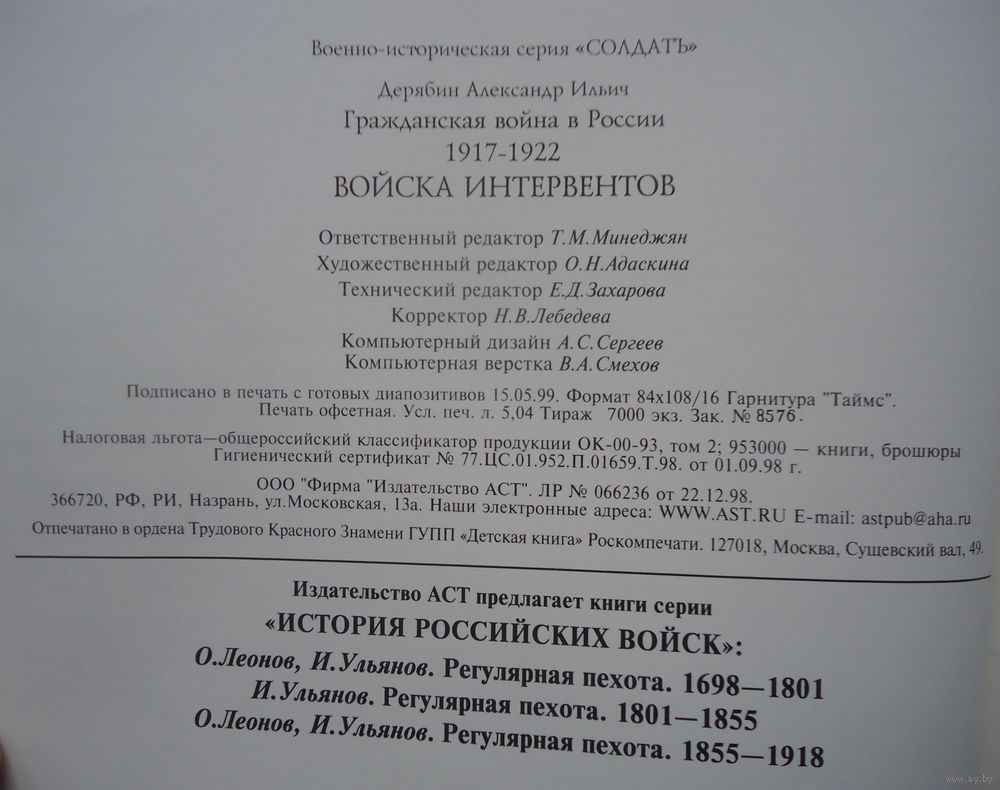 Военно-историческая серия «СОЛДАТЪ»
Дерябин Александр Ильич
Гражданская война в России
1917-1922
ВОЙСКА ИНТЕРВЕНТОВ
Ответственный редактор Т.М.Минеджян
Художественный редактор О.Н.Адаскина
Технический редактор Е.Д.Захарова
Корректор Н.В.Лебедева
Компьютерный дизайн А.С.Сергеев
Компьютерная верстка В.А.Смехов
Подписано в печать с готовых диапозитивов 15.05.99. Формат 84х108/16 Гарнитура "Таймс".
Печать офсетная. Усл. печ. л. 5,04 Тираж 7000 экз. Зак. № 8576.
Налоговая льгота—общероссийский классификатор продукции ОК-00-93, том 2; 953000 — книги, брошюры
Гигиенический сертификат № 77.ЦС.01.952.П.01659.Т.98. от 01.09.98 г.
ООО "Фирма "Издательство АСТ". ЛР № 066236 от 22.12.98.
366720, РФ, РИ, Назрань, ул.Московская, 13а. Наши электронные адреса: WWW.AST.RU E-mail: astpub@aha.ru
Отпечатано в ордена Трудового Красного Знамени ГУПП «Детская книга» Роскомпечати. 127018, Москва, Сущевский вал, 49.
Издательство АСТ предлагает книги серии
«ИСТОРИЯ РОССИЙСКИХ ВОЙСК»:
О.Леонов, И.Ульянов. Регулярная пехота. 1698—1801
И.Ульянов. Регулярная пехота. 1801—1855
О.Леонов, И.Ульянов. Регулярная пехота. 1855—1918
www.ay.by